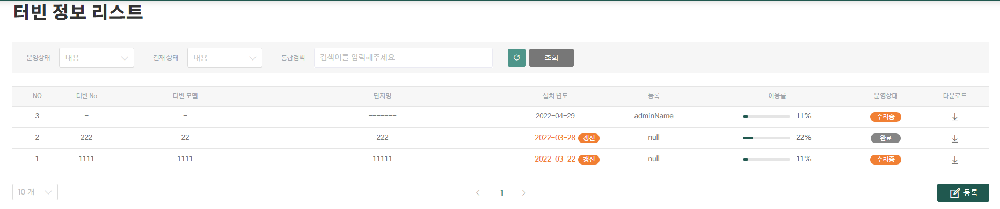 터빈 정보 리스트
운영상태 내용 결재 상태 내용 통합검색 검색어를 입력해주세요 조회
NO 터빈 No 터빈 모델 단지명 설치 년도 등록 이용률 운영상태 다운로드
3 - - ------- 2022-04-29 adminName 11% 수리중
2 222 22 222 2022-03-28 갱신 null 22% 완료
1 1111 1111 11111 2022-03-22 갱신 null 11% 수리중
10 개 1 등록